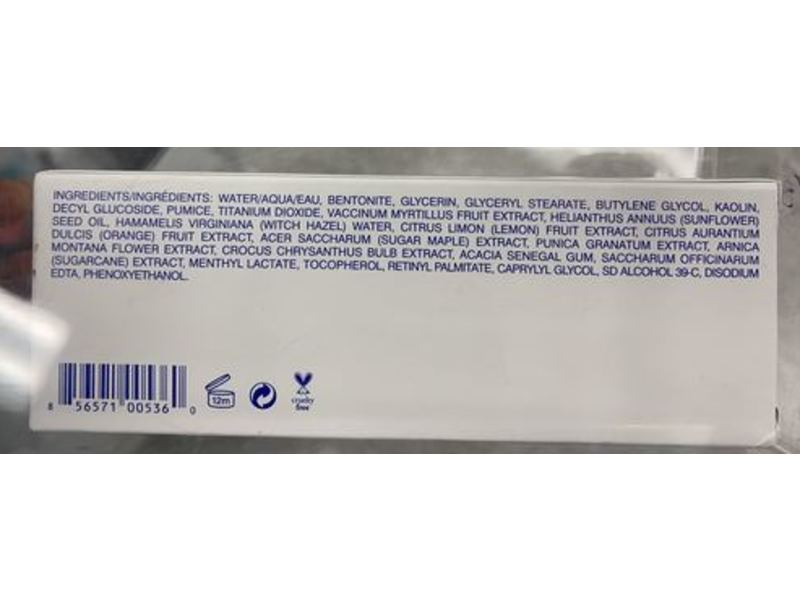 INGREDIENTS/INGRÉDIENTS: WATER/AQUA/EAU, BENTONITE, GLYCERIN, GLYCERYL STEARATE, BUTYLENE GLYCOL, KAOLIN,
DECYL GLUCOSIDE, PUMICE, TITANIUM DIOXIDE, VACCINUM MYRTILLUS FRUIT EXTRACT, HELIANTHUS ANNUUS (SUNFLOWER)
SEED OIL, HAMAMELIS VIRGINIANA (WITCH HAZEL) WATER, CITRUS LIMON (LEMON) FRUIT EXTRACT, CITRUS AURANTIUM
DULCIS (ORANGE) FRUIT EXTRACT, ACER SACCHARUM (SUGAR MAPLE) EXTRACT, PUNICA GRANATUM EXTRACT, ARNICA
MONTANA FLOWER EXTRACT, CROCUS CHRYSANTHUS BULB EXTRACT, ACACIA SENEGAL GUM, SACCHARUM OFFICINARUM
(SUGARCANE) EXTRACT, MENTHYL LACTATE, TOCOPHEROL, RETINYL PALMITATE, CAPRYLYL GLYCOL, SD ALCOHOL 39-C, DISODIUM
EDTA, PHENOXYETHANOL.
12m
cruelty
free
8 56571 00536 0